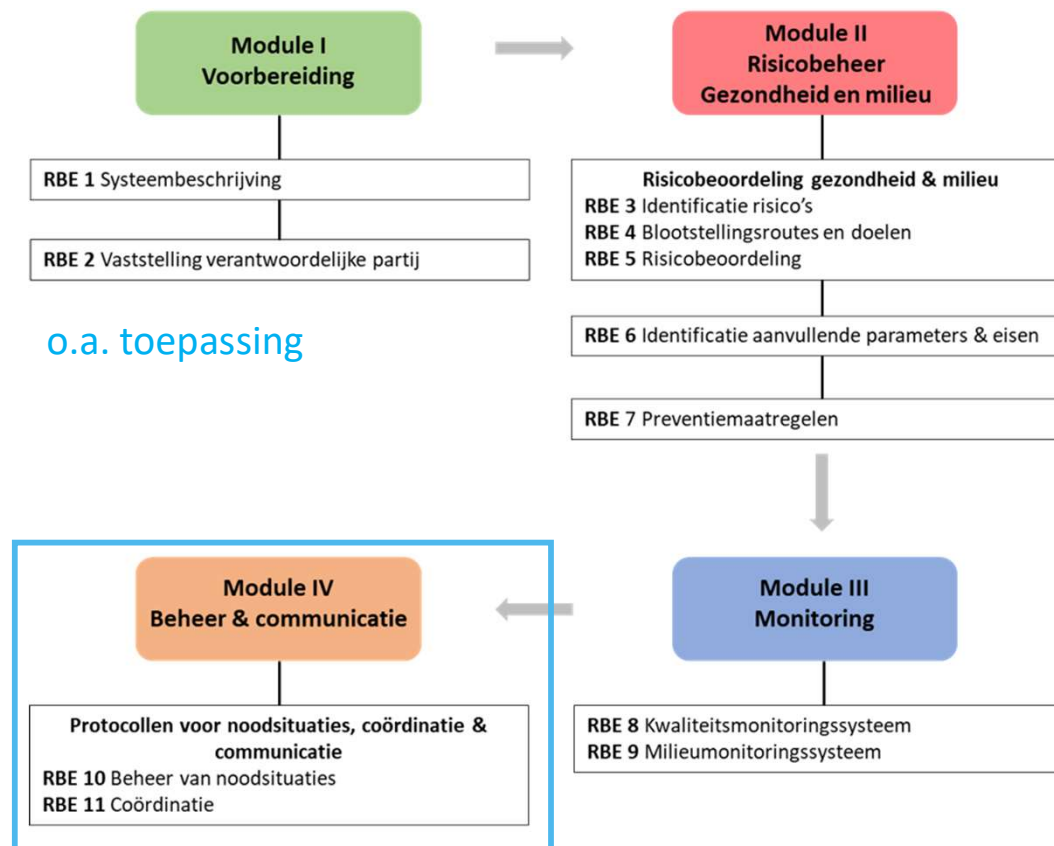 Module I
Voorbereiding
RBE 1 Systeembeschrijving
RBE 2 Vaststelling verantwoordelijke partij
o.a. toepassing
Module II
Risicobeheer
Gezondheid en milieu
Risicobeoordeling gezondheid & milieu
RBE 3 Identificatie risico’s
RBE 4 Blootstellingsroutes en doelen
RBE 5 Risicobeoordeling
RBE 6 Identificatie aanvullende parameters & eisen
RBE 7 Preventiemaatregelen
Module III
Monitoring
RBE 8 Kwaliteitsmonitoringssysteem
RBE 9 Milieumonitoringssysteem
Module IV
Beheer & communicatie
Protocollen voor noodsituaties, coördinatie &
communicatie
RBE 10 Beheer van noodsituaties
RBE 11 Coördinatie